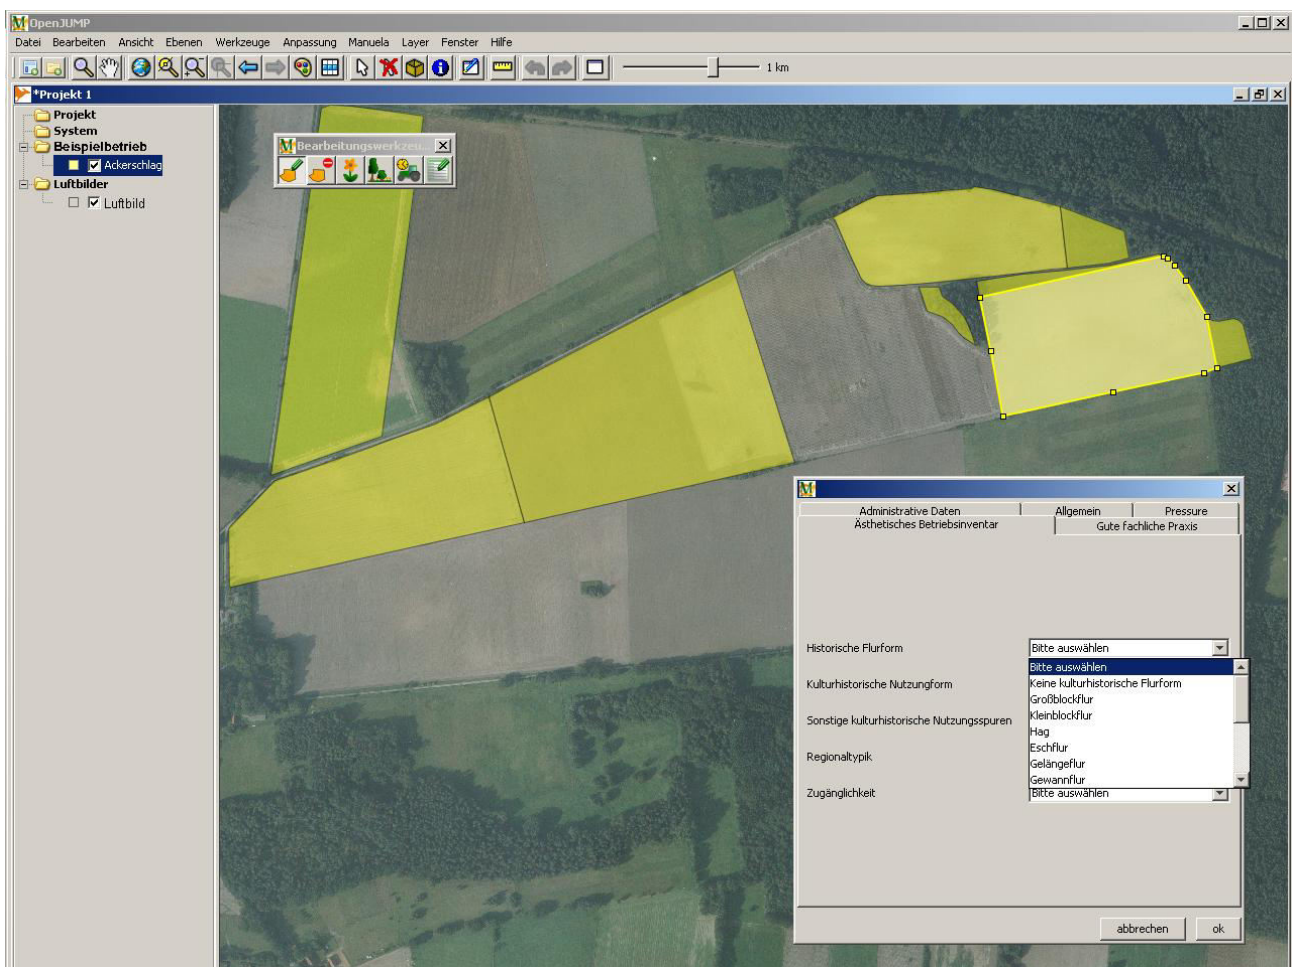 OpenJUMP
Datei Bearbeiten Ansicht Ebenen Werkzeuge Anpassung Manuela Layer Fenster Hilfe
1 km
*Projekt 1
Projekt
System
Beispielbetrieb
Ackerschlag
Luftbilder
Luftbild
Bearbeitungswerkzeu...
Administrative Daten Allgemein Pressure
Ästhetisches Betriebsinventar Gute fachliche Praxis
Historische Flurform Bitte auswählen
Bitte auswählen
Keine kulturhistorische Flurform
Kulturhistorische Nutzungform
Großblockflur
Kleinblockflur
Sonstige kulturhistorische Nutzungsspuren
Hag
Eschflur
Regionaltypik
Gelängeflur
Gewannflur
Zugänglichkeit Bitte auswählen
abbrechen ok